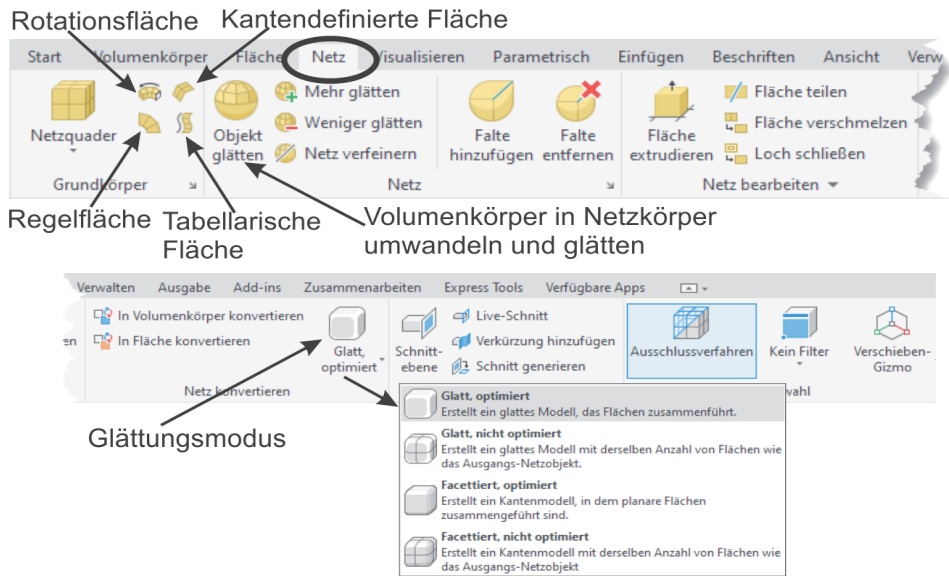 Rotationsfläche Kantendefinierte Fläche
Start Volumenkörper Fläche Netz Visualisieren Parametrisch Einfügen Beschriften Ansicht Verw
Netzquader
Objekt glätten
Mehr glätten
Weniger glätten
Netz verfeinern
Falte hinzufügen
Falte entfernen
Fläche extrudieren
Fläche teilen
Fläche verschmelzen
Loch schließen
Grundkörper Netz Netz bearbeiten
Regelfläche
Tabellarische
Fläche
Volumenkörper in Netzkörper
umwandeln und glätten
Verwalten Ausgabe Add-ins Zusammenarbeiten Express Tools Verfügbare Apps
en
In Volumenkörper konvertieren
In Fläche konvertieren
Glatt,
optimiert
Schnitt-
ebene
Live-Schnitt
Verkürzung hinzufügen
Schnitt generieren
Ausschlussverfahren
Kein Filter
Verschieben-
Gizmo
Netz konvertieren
wahl
Glättungsmodus
Glatt, optimiert
Erstellt ein glattes Modell, das Flächen zusammenführt.
Glatt, nicht optimiert
Erstellt ein glattes Modell mit derselben Anzahl von Flächen wie
das Ausgangs-Netzobjekt.
Facettiert, optimiert
Erstellt ein Kantenmodell, in dem planare Flächen
zusammengeführt sind.
Facettiert, nicht optimiert
Erstellt ein Kantenmodell mit derselben Anzahl von Flächen wie
das Ausgangs-Netzobjekt